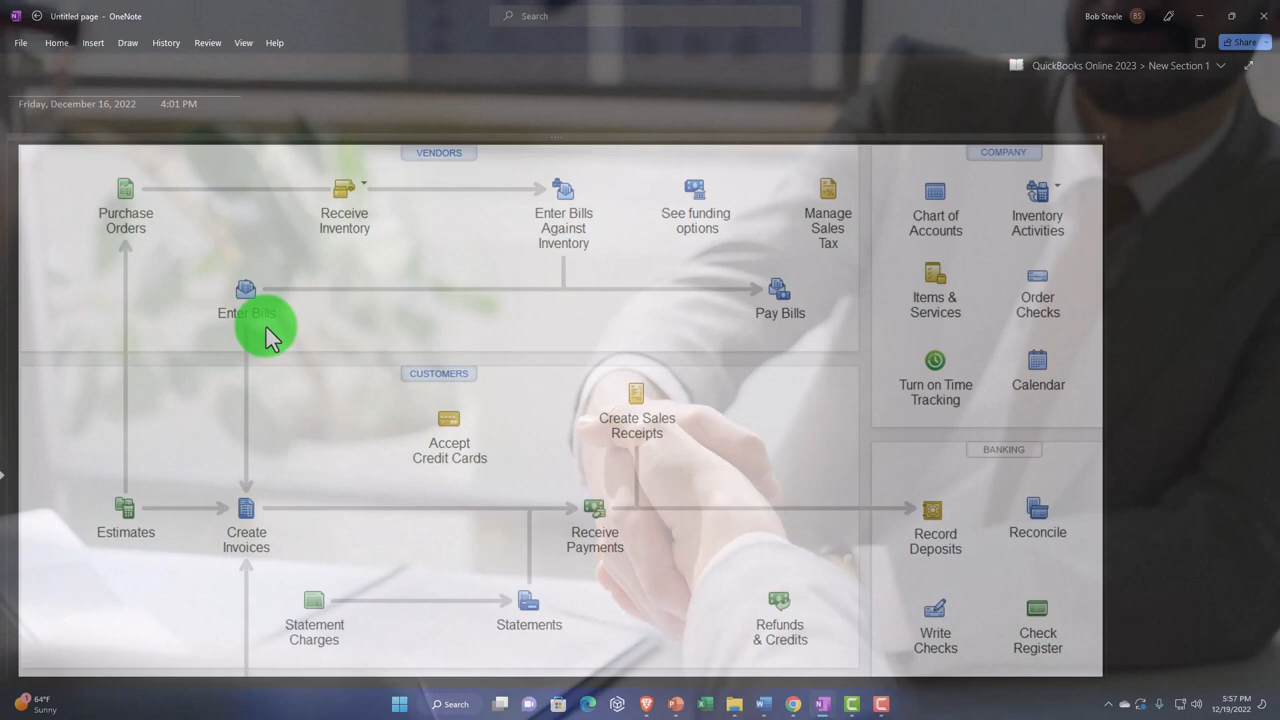 Untitled page - OneNote
Search
Bob Steele
BS
File
Home
Insert
Draw
History
Review
View
Help
Share
QuickBooks Online 2023 > New Section 1
Friday, December 16, 2022
4:01 PM
VENDORS
COMPANY
Purchase
Orders
Receive
Inventory
Enter Bills
Against
Inventory
See funding
options
Manage
Sales
Tax
Chart of
Accounts
Inventory
Activities
Enter Bills
Pay Bills
Items &
Services
Order
Checks
CUSTOMERS
Turn on Time
Tracking
Calendar
Accept
Credit Cards
Create Sales
Receipts
BANKING
Estimates
Create
Invoices
Receive
Payments
Record
Deposits
Reconcile
Statement
Charges
Statements
Refunds
& Credits
Write
Checks
Check
Register
64°F
Sunny
1
Search
5:57 PM
12/19/2022